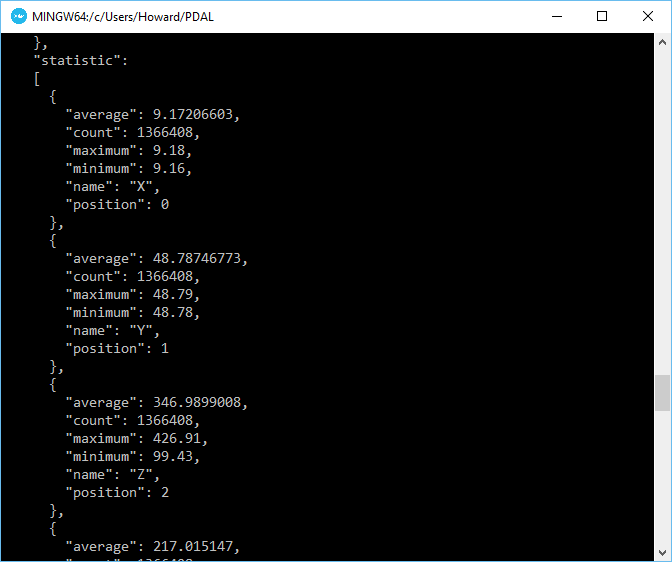 MINGW64:/c/Users/Howard/PDAL
},
"statistic":
[
{
"average": 9.17206603,
"count": 1366408,
"maximum": 9.18,
"minimum": 9.16,
"name": "X",
"position": 0
},
{
"average": 48.78746773,
"count": 1366408,
"maximum": 48.79,
"minimum": 48.78,
"name": "Y",
"position": 1
},
{
"average": 346.9899008,
"count": 1366408,
"maximum": 426.91,
"minimum": 99.43,
"name": "Z",
"position": 2
},
{
"average": 217.015147,